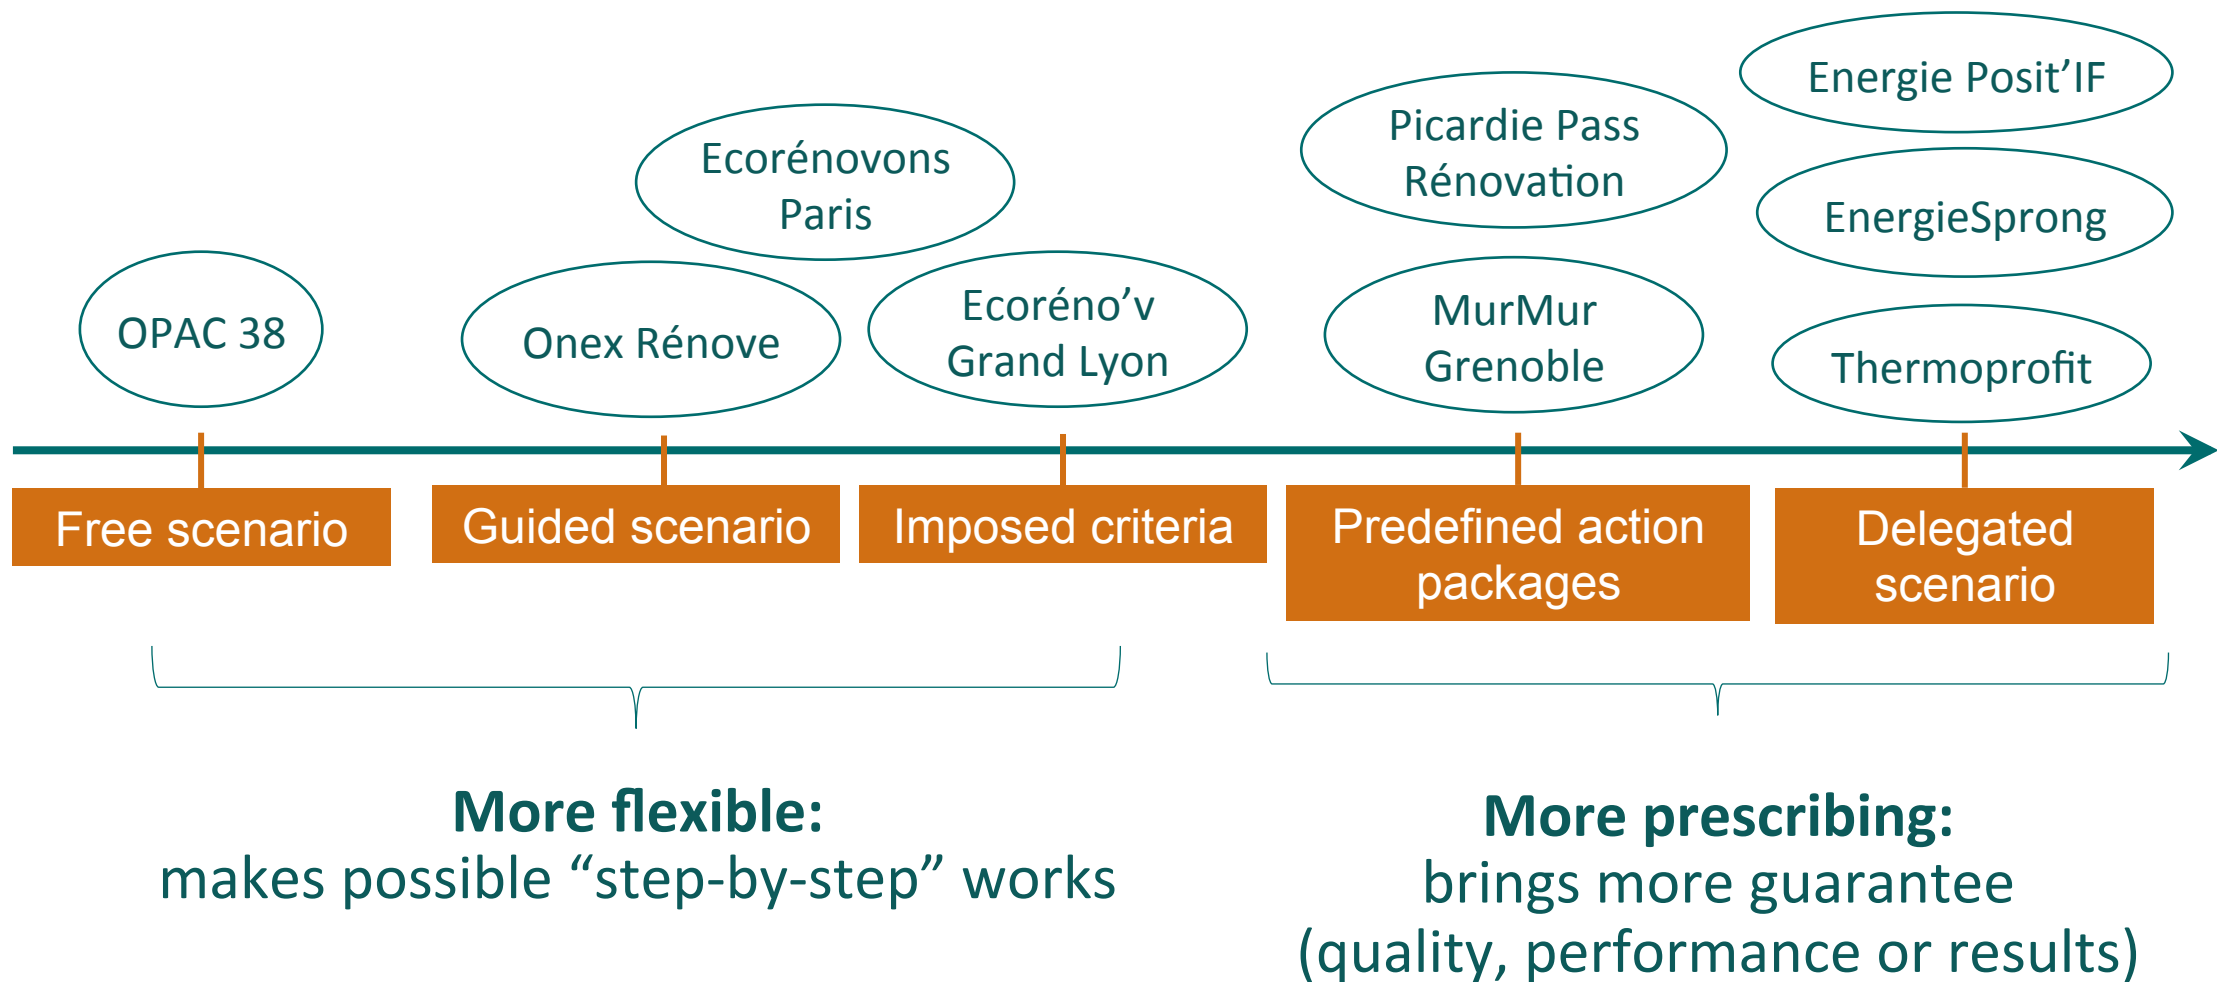 Energie Posit’IF
Picardie Pass
Rénovation
Ecorénovons
Paris
EnergieSprong
OPAC 38
Onex Rénove
Ecoréno’v
Grand Lyon
MurMur
Grenoble
Thermoprofit
Free scenario
Guided scenario
Imposed criteria
Predefined action
packages
Delegated
scenario
More flexible:
makes possible “step-by-step” works
More prescribing:
brings more guarantee
(quality, performance or results)